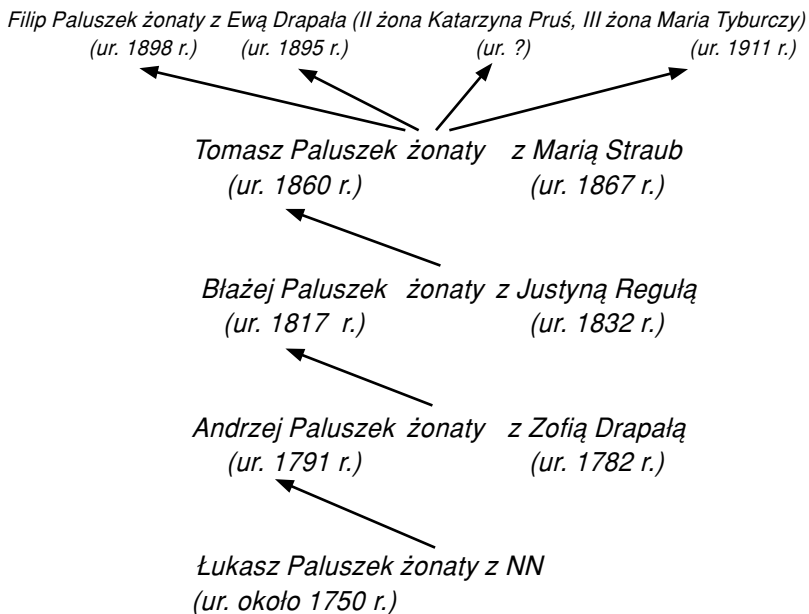 Filip Paluszek żonaty z Ewą Drapała (II żona Katarzyna Pruś, III żona Maria Tyburczy)
(ur. 1898 r.) (ur. 1895 r.) (ur. ?) (ur. 1911 r.)
Tomasz Paluszek żonaty z Marią Straub
(ur. 1860 r.) (ur. 1867 r.)
Błażej Paluszek żonaty z Justyną Regułą
(ur. 1817 r.) (ur. 1832 r.)
Andrzej Paluszek żonaty z Zofią Drapałą
(ur. 1791 r.) (ur. 1782 r.)
Łukasz Paluszek żonaty z NN
(ur. około 1750 r.)